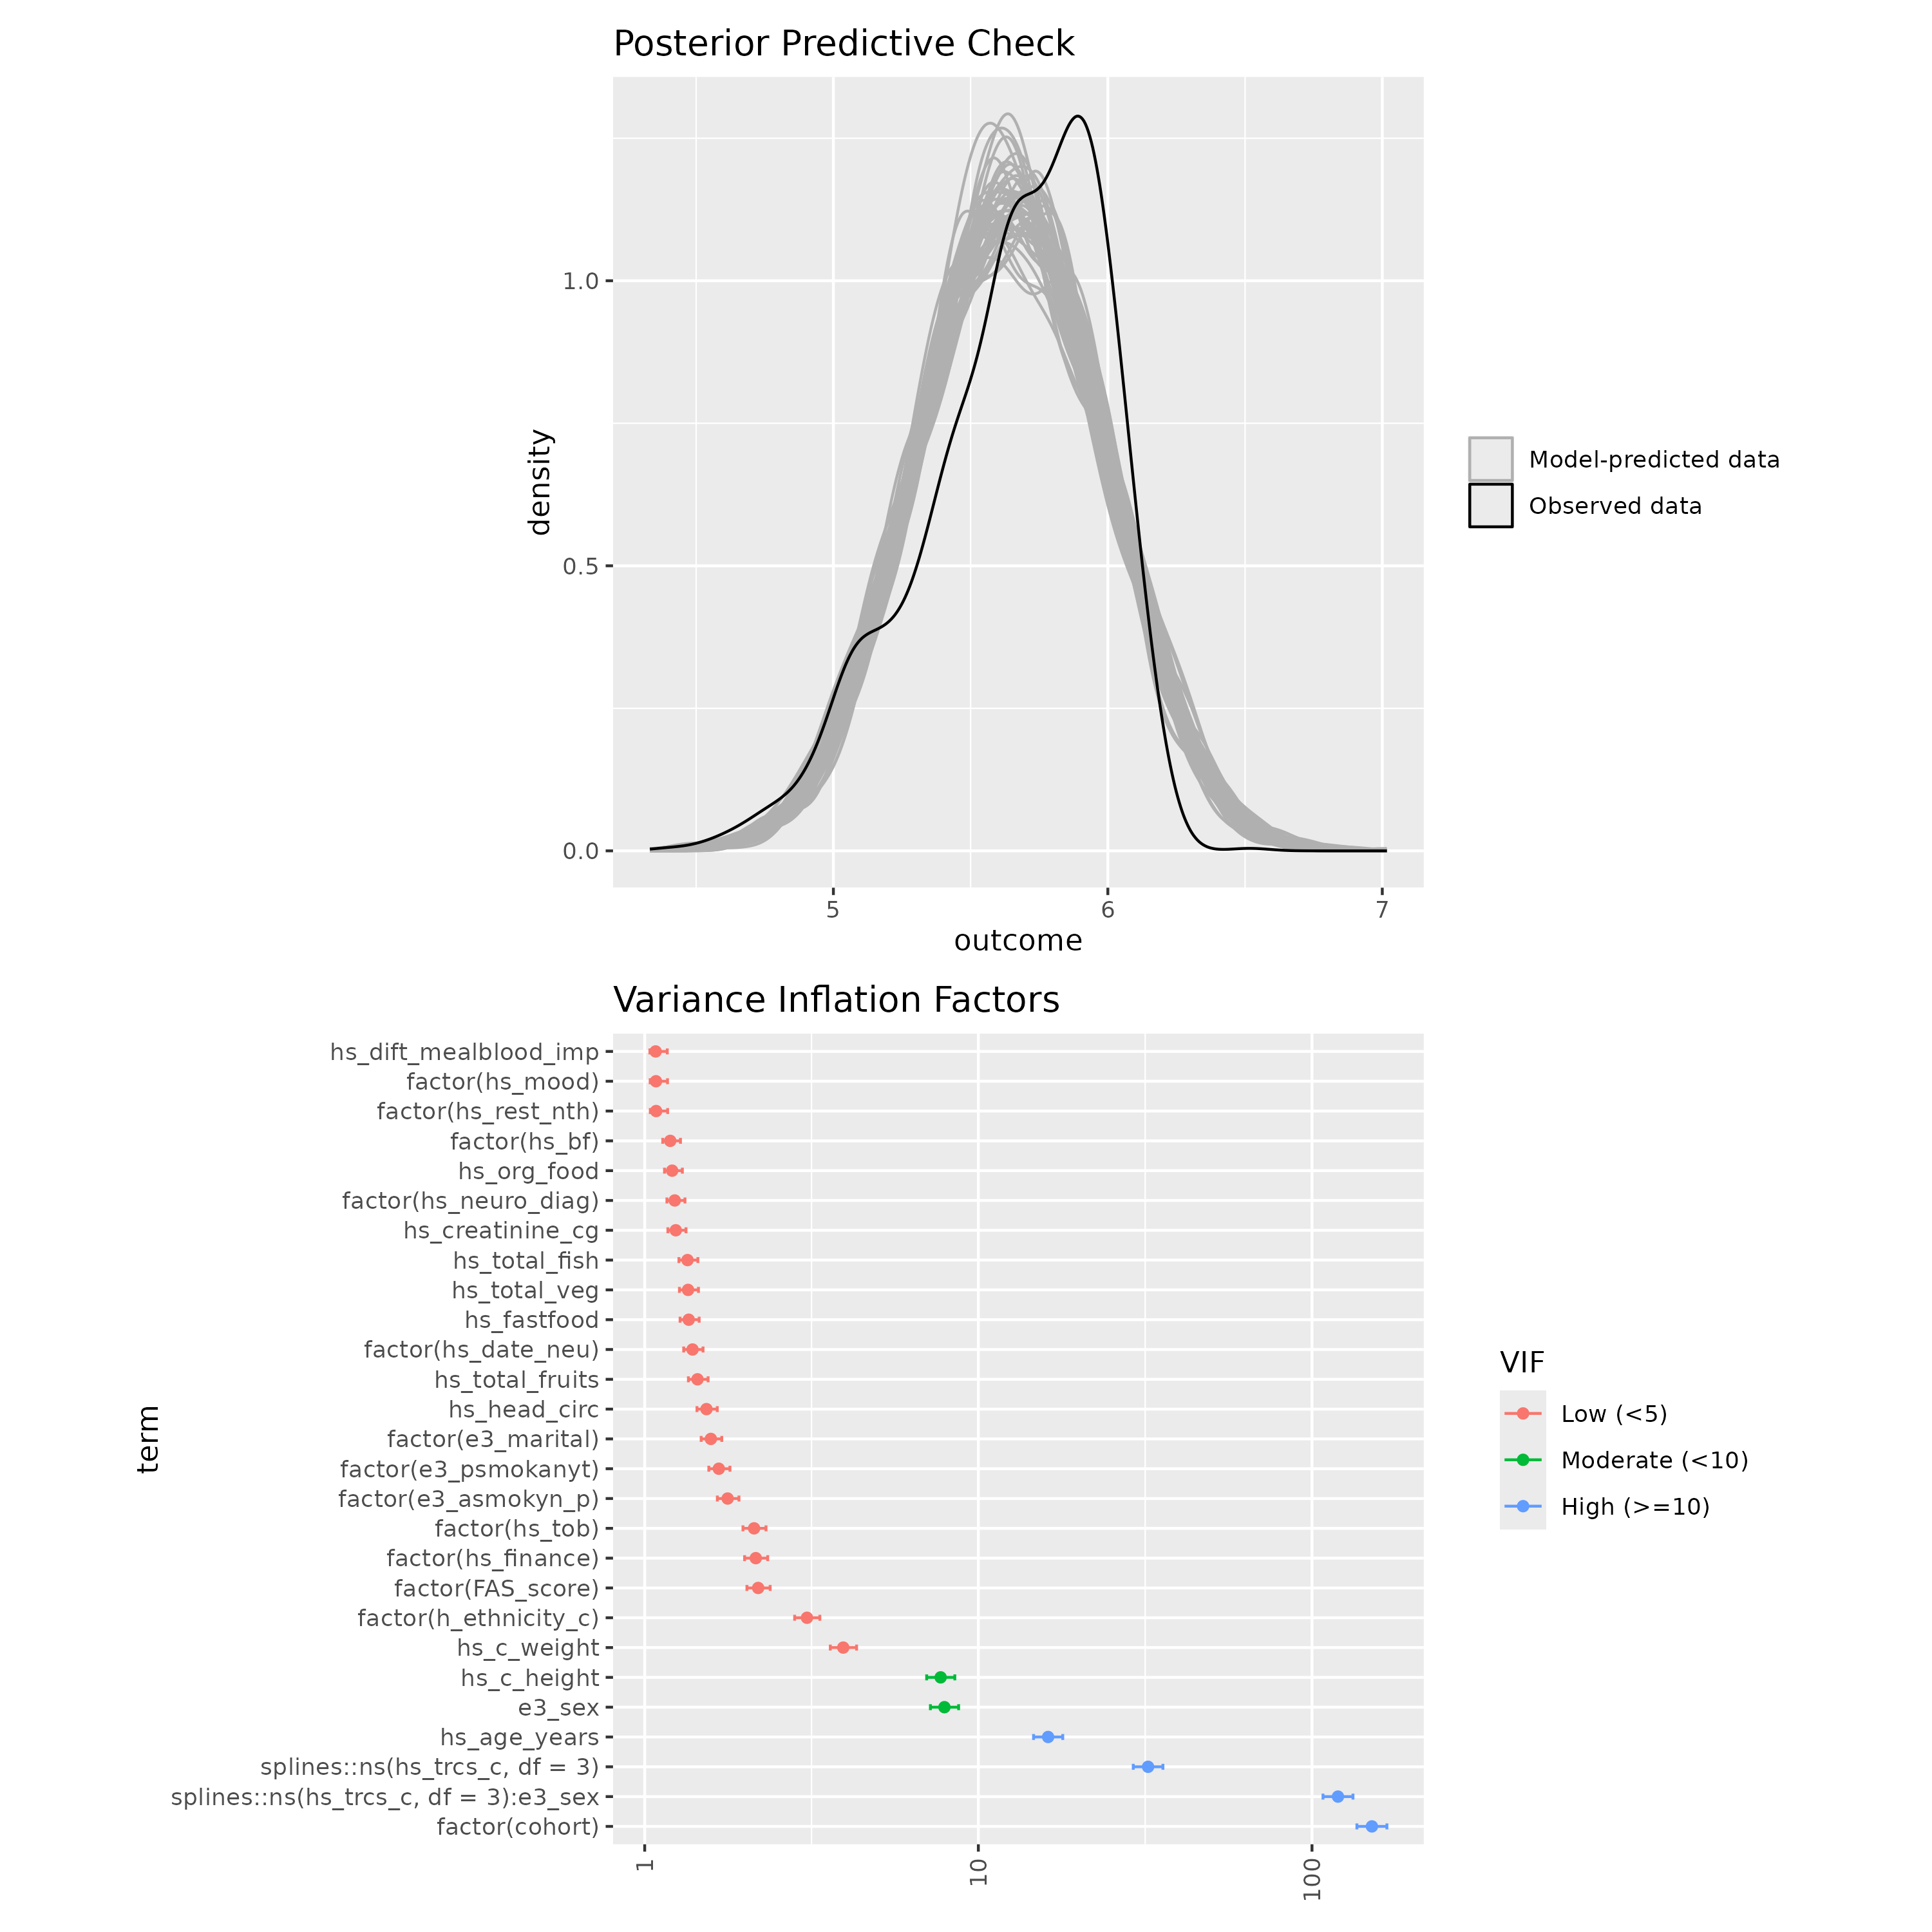 Posterior Predictive Check
density
1.0
0.5
0.0
5
6
7
outcome
Model-predicted data
Observed data
Variance Inflation Factors
term
hs_dift_mealblood_imp
factor(hs_mood)
factor(hs_rest_nth)
factor(hs_bf)
hs_org_food
factor(hs_neuro_diag)
hs_creatinine_cg
hs_total_fish
hs_total_veg
hs_fastfood
factor(hs_date_neu)
hs_total_fruits
hs_head_circ
factor(e3_marital)
factor(e3_psmokanyt)
factor(e3_asmokyn_p)
factor(hs_tob)
factor(hs_finance)
factor(FAS_score)
factor(h_ethnicity_c)
hs_c_weight
hs_c_height
e3_sex
hs_age_years
splines::ns(hs_trcs_c, df = 3)
splines::ns(hs_trcs_c, df = 3):e3_sex
factor(cohort)
1
10
100
VIF
Low (<5)
Moderate (<10)
High (>=10)